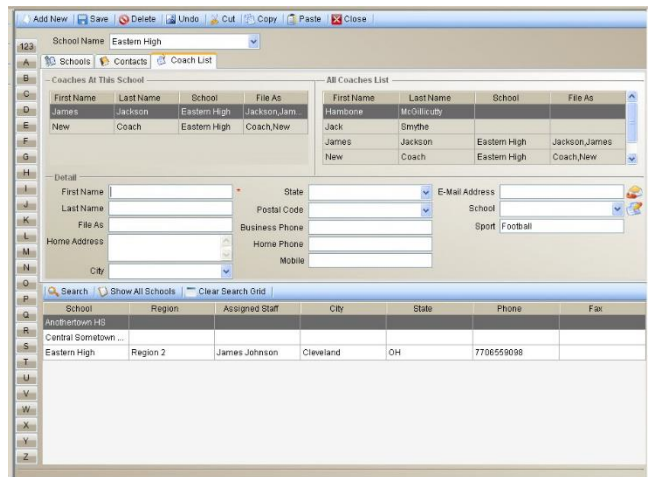 Add New Save Delete Undo Cut Copy Paste Close
School Name Eastern High
123
A
B
C
D
E
F
G
H
I
J
K
L
M
N
O
P
Q
R
S
T
U
V
W
X
Y
Z
Schools Contacts Coach List
Coaches At This School
First Name Last Name School File As
James Jackson Eastern High Jackson,Jam...
New Coach Eastern High Coach,New
All Coaches List
First Name Last Name School File As
Hambone McGillicutty
Jack Smythe
James Jackson Eastern High Jackson,James
New Coach Eastern High Coach,New
Detail
First Name * State E-Mail Address
Last Name Postal Code School
File As Business Phone Sport Football
Home Address Home Phone
Mobile
City
Search Show All Schools Clear Search Grid
School Region Assigned Staff City State Phone Fax
Anothertown HS
Central Sometown ...
Eastern High Region 2 James Johnson Cleveland OH 7706559098